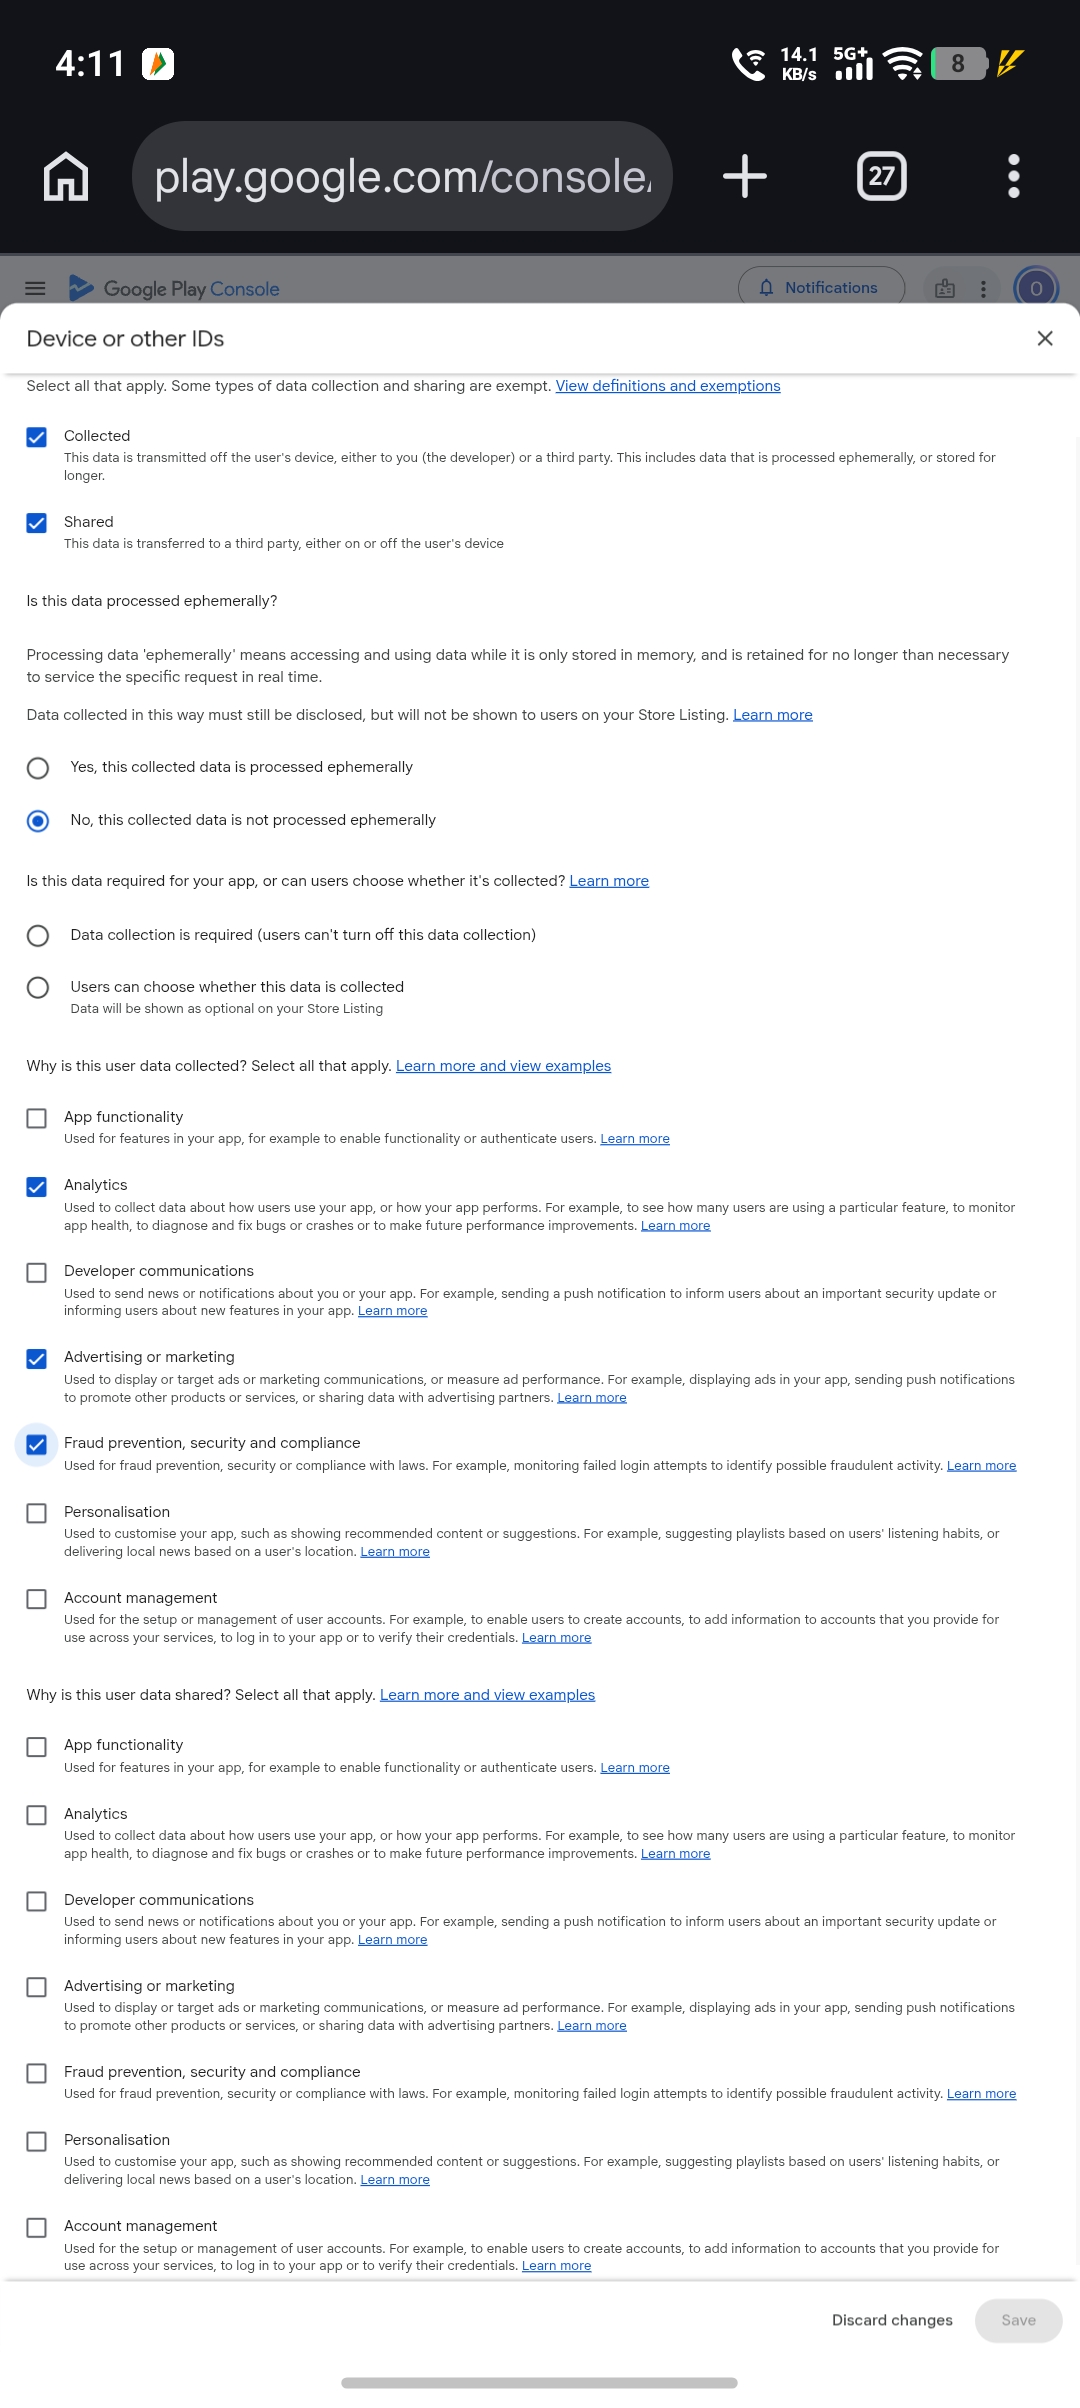 4:11
14.1 KB/s
5G+
8
play.google.com/console/
27
Google Play Console
Notifications
O
Device or other IDs
Select all that apply. Some types of data collection and sharing are exempt. View definitions and exemptions
Collected
This data is transmitted off the user's device, either to you (the developer) or a third party. This includes data that is processed ephemerally, or stored for
longer.
Shared
This data is transferred to a third party, either on or off the user's device
Is this data processed ephemerally?
Processing data 'ephemerally' means accessing and using data while it is only stored in memory, and is retained for no longer than necessary
to service the specific request in real time.
Data collected in this way must still be disclosed, but will not be shown to users on your Store Listing. Learn more
Yes, this collected data is processed ephemerally
No, this collected data is not processed ephemerally
Is this data required for your app, or can users choose whether it's collected? Learn more
Data collection is required (users can't turn off this data collection)
Users can choose whether this data is collected
Data will be shown as optional on your Store Listing
Why is this user data collected? Select all that apply. Learn more and view examples
App functionality
Used for features in your app, for example to enable functionality or authenticate users. Learn more
Analytics
Used to collect data about how users use your app, or how your app performs. For example, to see how many users are using a particular feature, to monitor
app health, to diagnose and fix bugs or crashes or to make future performance improvements. Learn more
Developer communications
Used to send news or notifications about you or your app. For example, sending a push notification to inform users about an important security update or
informing users about new features in your app. Learn more
Advertising or marketing
Used to display or target ads or marketing communications, or measure ad performance. For example, displaying ads in your app, sending push notifications
to promote other products or services, or sharing data with advertising partners. Learn more
Fraud prevention, security and compliance
Used for fraud prevention, security or compliance with laws. For example, monitoring failed login attempts to identify possible fraudulent activity. Learn more
Personalisation
Used to customise your app, such as showing recommended content or suggestions. For example, suggesting playlists based on users' listening habits, or
delivering local news based on a user's location. Learn more
Account management
Used for the setup or management of user accounts. For example, to enable users to create accounts, to add information to accounts that you provide for
use across your services, to log in to your app or to verify their credentials. Learn more
Why is this user data shared? Select all that apply. Learn more and view examples
App functionality
Used for features in your app, for example to enable functionality or authenticate users. Learn more
Analytics
Used to collect data about how users use your app, or how your app performs. For example, to see how many users are using a particular feature, to monitor
app health, to diagnose and fix bugs or crashes or to make future performance improvements. Learn more
Developer communications
Used to send news or notifications about you or your app. For example, sending a push notification to inform users about an important security update or
informing users about new features in your app. Learn more
Advertising or marketing
Used to display or target ads or marketing communications, or measure ad performance. For example, displaying ads in your app, sending push notifications
to promote other products or services, or sharing data with advertising partners. Learn more
Fraud prevention, security and compliance
Used for fraud prevention, security or compliance with laws. For example, monitoring failed login attempts to identify possible fraudulent activity. Learn more
Personalisation
Used to customise your app, such as showing recommended content or suggestions. For example, suggesting playlists based on users' listening habits, or
delivering local news based on a user's location. Learn more
Account management
Used for the setup or management of user accounts. For example, to enable users to create accounts, to add information to accounts that you provide for
use across your services, to log in to your app or to verify their credentials. Learn more
Discard changes
Save